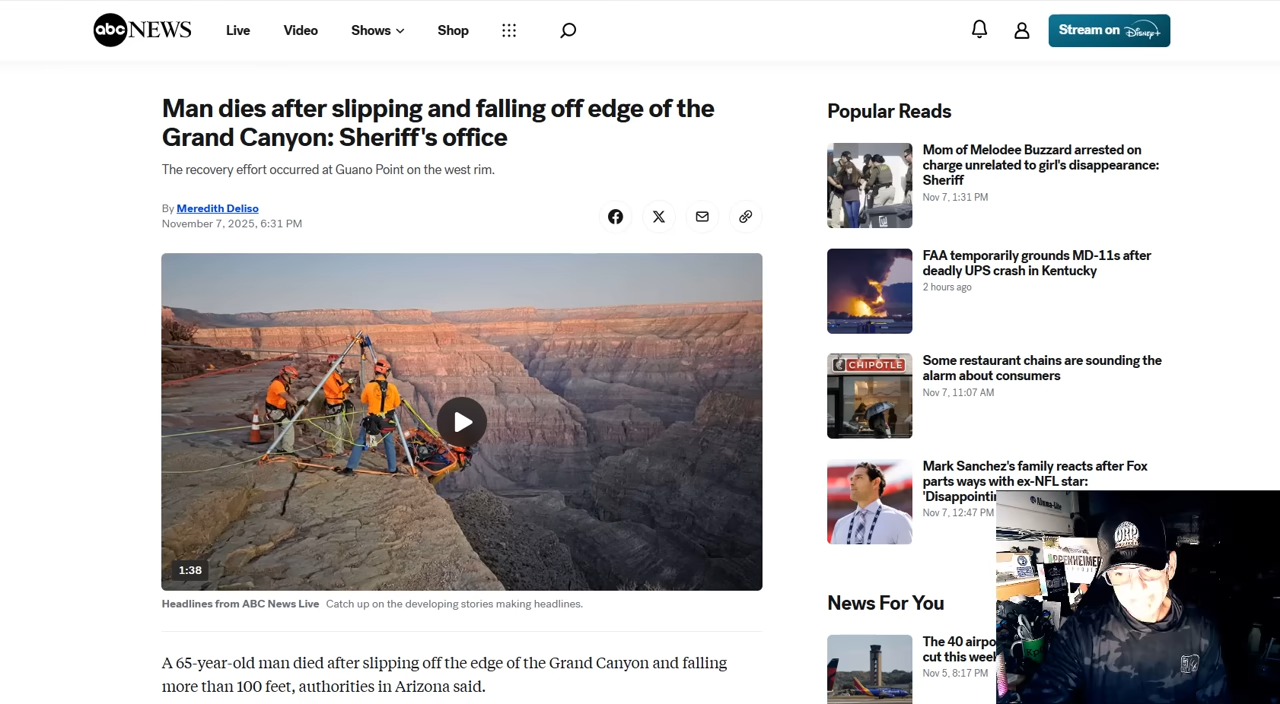 abc NEWS
Live
Video
Shows
Shop
Stream on Disney+
Man dies after slipping and falling off edge of the
Grand Canyon: Sheriff's office
The recovery effort occurred at Guano Point on the west rim.
By Meredith Deliso
November 7, 2025, 6:31 PM
1:38
Headlines from ABC News Live Catch up on the developing stories making headlines.
A 65-year-old man died after slipping off the edge of the Grand Canyon and falling
more than 100 feet, authorities in Arizona said.
Popular Reads
Mom of Melodee Buzzard arrested on
charge unrelated to girl's disappearance:
Sheriff
Nov 7, 1:31 PM
FAA temporarily grounds MD-11s after
deadly UPS crash in Kentucky
2 hours ago
CHIPOTLE
Some restaurant chains are sounding the
alarm about consumers
Nov 7, 11:07 AM
Mark Sanchez's family reacts after Fox
parts ways with ex-NFL star:
Nov 7, 12:47 PM
News For You
The 40
cut this
Nov 5, 8:17 PM
PPENHEIMER
ORP